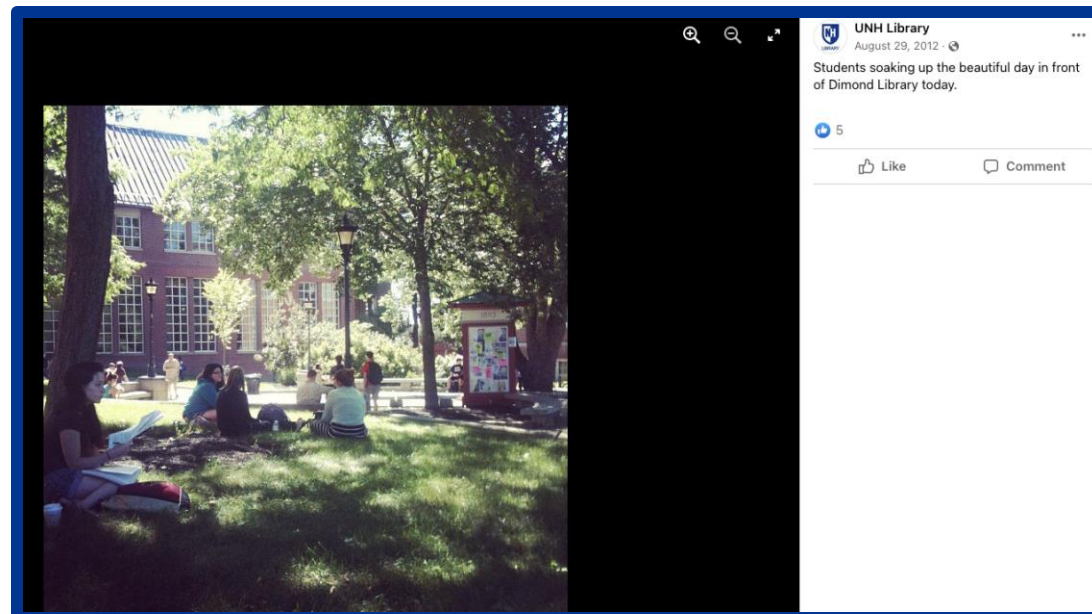 UNH Library
August 29, 2012 ·
Students soaking up the beautiful day in front
of Dimond Library today.
5
Like
Comment